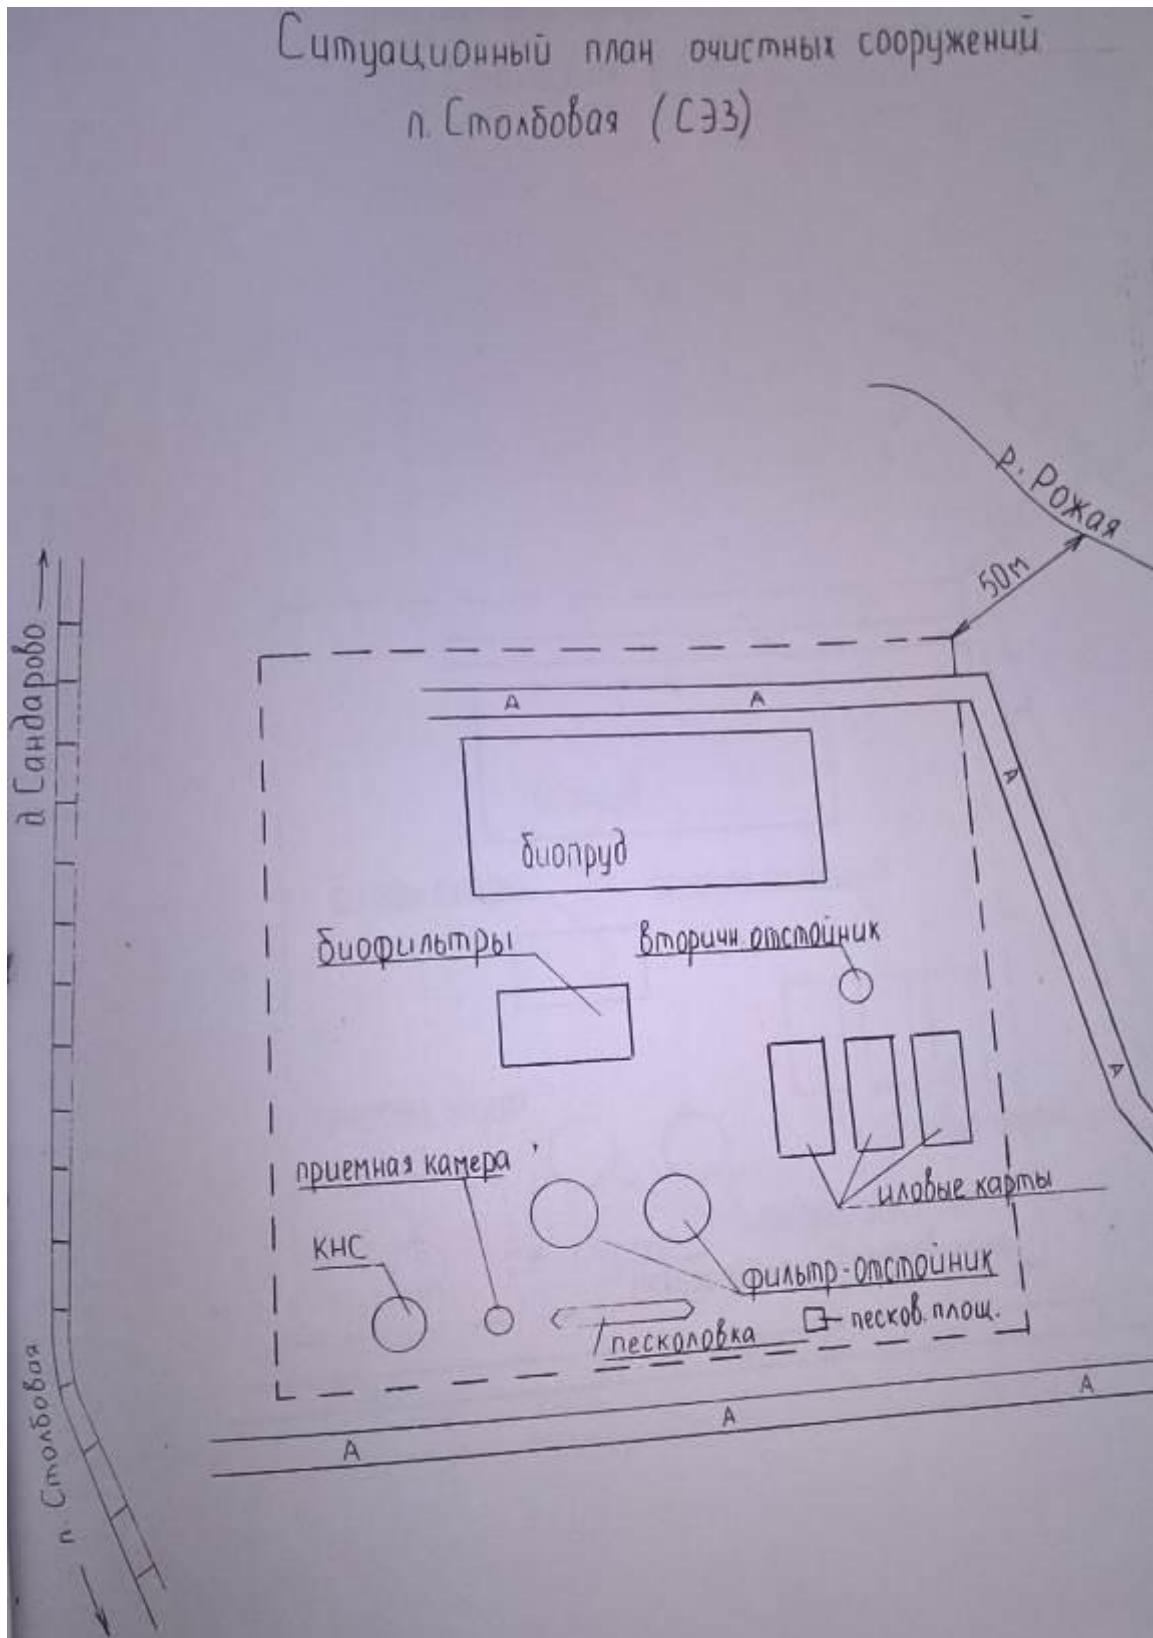 Ситуационный план очистных сооружений
п. Столбовая (СЭЗ)
р. Рожая
50м
д. Сандарово
А
А
А
биопруд
биофильтры
вторичн. отстойник
А
приемная камера
иловые карты
КНС
фильтр-отстойник
песков. площ.
песколовка
п. Столбовая
А
А
А